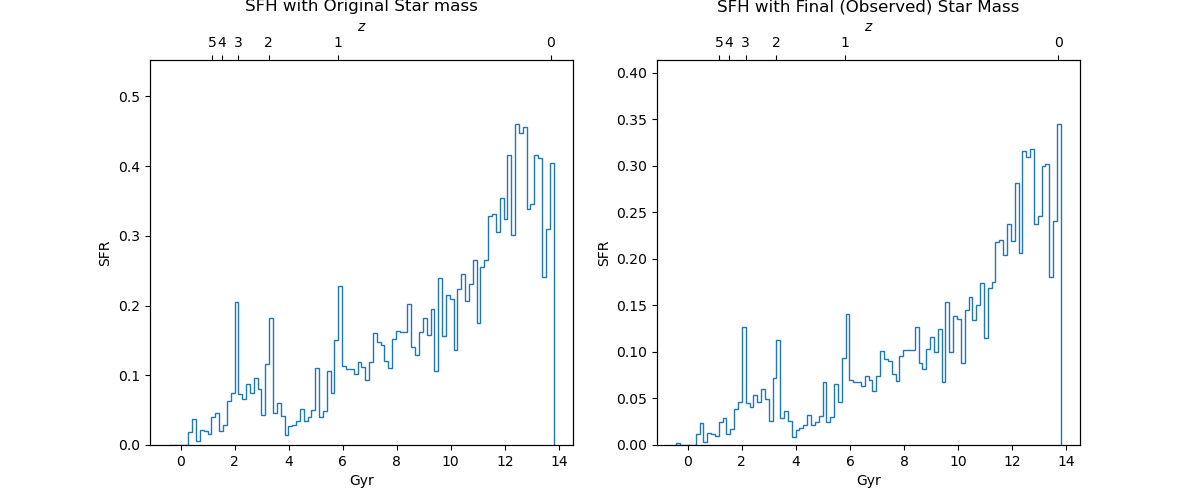 SFH with Original Star mass
z
5 4 3 2 1 0
0.5
0.4
0.3
0.2
0.1
0.0
SFR
0 2 4 6 8 10 12 14
Gyr
SFH with Final (Observed) Star Mass
z
5 4 3 2 1 0
0.40
0.35
0.30
0.25
0.20
0.15
0.10
0.05
0.00
SFR
0 2 4 6 8 10 12 14
Gyr